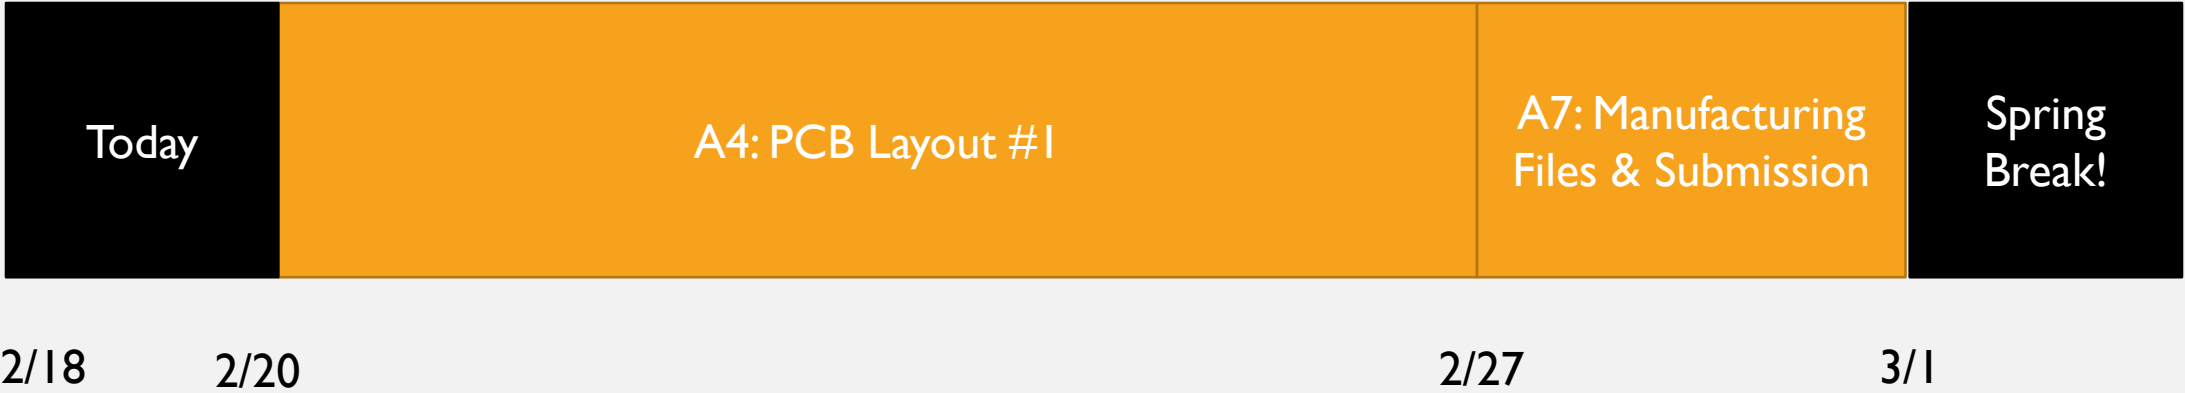 Today
A4: PCB Layout #1
A7: Manufacturing
Files & Submission
Spring
Break!
2/18
2/20
2/27
3/1